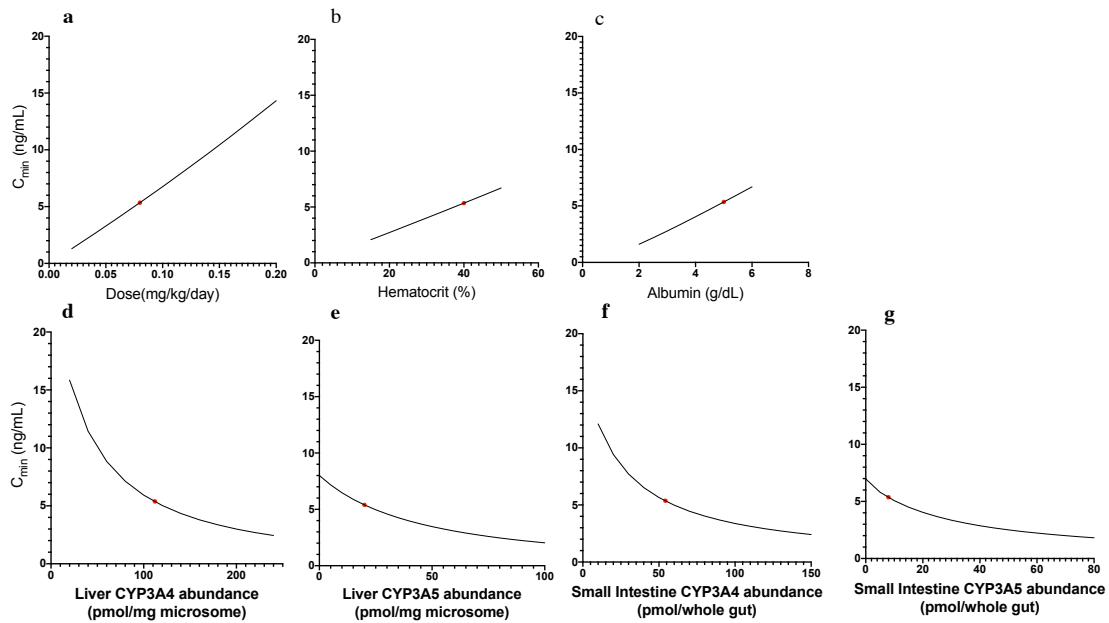 a
20
15
10
5
0
C_min (ng/mL)
0.00 0.05 0.10 0.15 0.20
Dose(mg/kg/day)
b
20
15
10
5
0
0 20 40 60
Hematocrit (%)
c
20
15
10
5
0
0 2 4 6 8
Albumin (g/dL)
d
20
15
10
5
0
C_min (ng/mL)
0 100 200
Liver CYP3A4 abundance
(pmol/mg microsome)
e
20
15
10
5
0
0 50 100
Liver CYP3A5 abundance
(pmol/mg microsome)
f
20
15
10
5
0
0 50 100 150
Small Intestine CYP3A4 abundance
(pmol/whole gut)
g
20
15
10
5
0
0 20 40 60 80
Small Intestine CYP3A5 abundance
(pmol/whole gut)